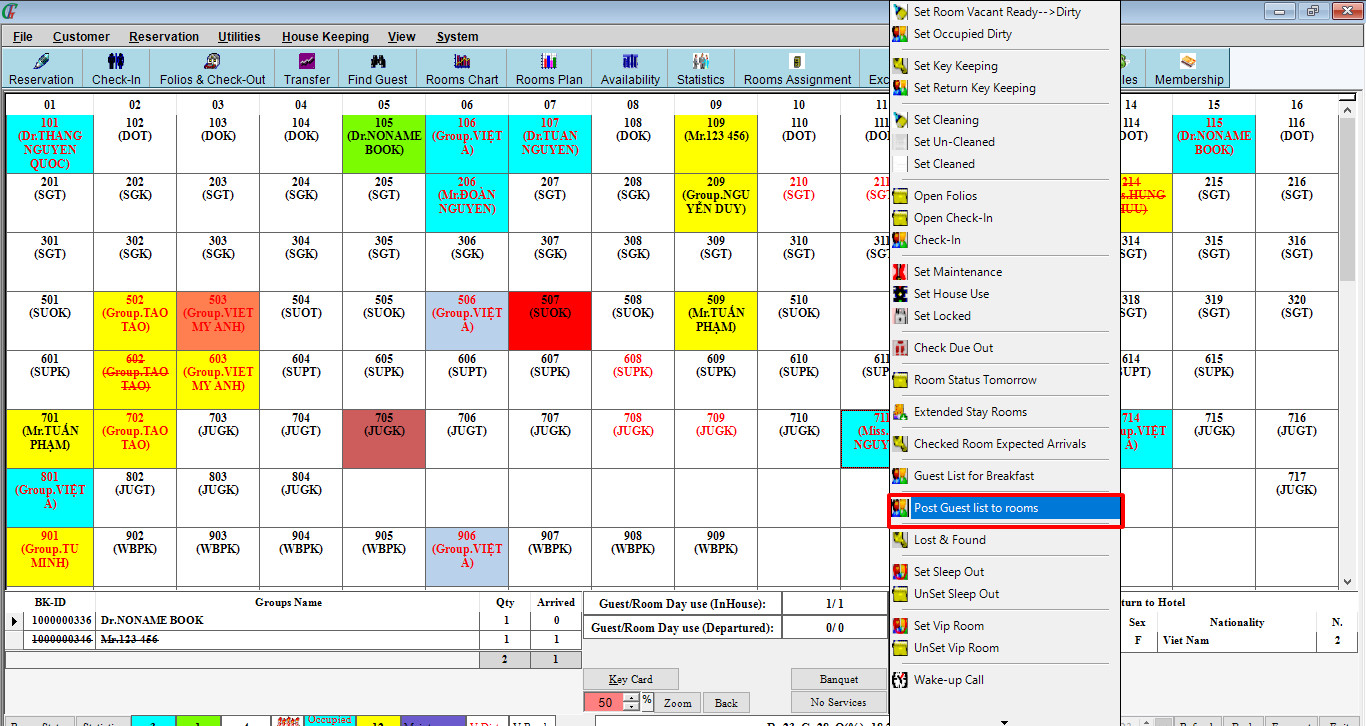 File Customer Reservation Utilities House Keeping View System
Reservation Check-In Folios & Check-Out Transfer Find Guest Rooms Chart Rooms Plan Availability Statistics Rooms Assignment Membership
01 02 03 04 05 06 07 08 09 10 11 14 15 16
101 102 103 104 105 106 107 108 109 110 114 115 116
(Dr.THANG (DOT) (DOK) (DOK) (Dr.NONAME (Group.VIỆT (Dr.TUAN (DOK) (Mr.123 456) (DOT) (DOT) (Dr.NONAME (DOT)
NGUYEN BOOK) Á) NGUYEN) BOOK)
QUOC)
201 202 203 204 205 206 207 208 209 210 214 215 216
(SGT) (SGK) (SGT) (SGK) (SGT) (Mr.ĐOÀN (SGT) (SGK) (Group.NGU (SGT) s.HUNG (SGT) (SGT)
NGUYEN) YỄN DUY) HUU)
301 302 303 304 305 306 307 308 309 310 314 315 316
(SGT) (SGK) (SGK) (SGK) (SGT) (SGK) (SGK) (SGK) (SGT) (SGT) (SGT) (SGT) (SGT)
501 502 503 504 505 506 507 508 509 510 318 319 320
(SUOK) (Group.TAO (Group.VIET (SUOT) (SUOK) (Group.VIỆT (SUOK) (SUOK) (Mr.TUẤN (SUOK) (SGT) (SGT) (SGT)
TAO) MY ANH) Á) PHẠM)
601 602 603 604 605 606 607 608 609 610 614 615
(SUPK) (Group.TAO (Group.VIET (SUPT) (SUPK) (SUPT) (SUPK) (SUPK) (SUPK) (SUPK) (SUPK)
TAO) MY ANH)
701 702 703 704 705 706 707 708 709 710 711 714 715 716
(Mr.TUẤN (Group.TAO (JUGK) (JUGT) (JUGK) (JUGT) (JUGK) (JUGK) (JUGK) (JUGK) (Miss. up.VIỆT (JUGK) (JUGT)
PHẠM) TAO) NGUY Á)
801 802 803 804 717
(Group.VIỆT (JUGT) (JUGK) (JUGK) (JUGK)
Á)
901 902 903 904 905 906 907 908 909
(Group.TU (WBPK) (WBPK) (WBPK) (WBPK) (Group.VIỆT (WBPK) (WBPK) (WBPK)
MINH) Á)
Set Room Vacant Ready-->Dirty
Set Occupied Dirty
Set Key Keeping
Set Return Key Keeping
Set Cleaning
Set Un-Cleaned
Set Cleaned
Open Folios
Open Check-In
Check-In
Set Maintenance
Set House Use
Set Locked
Check Due Out
Room Status Tomorrow
Extended Stay Rooms
Checked Room Expected Arrivals
Guest List for Breakfast
Post Guest list to rooms
Lost & Found
Set Sleep Out
UnSet Sleep Out
Set Vip Room
UnSet Vip Room
Wake-up Call
BK-ID Groups Name Qty Arrived
1000000336 Dr.NONAME BOOK 1 0
1000000346 Mr.123 456 1 1
2 1
Guest/Room Day use (InHouse): 1/ 1
Guest/Room Day use (Departured): 0/ 0
turn to Hotel
Sex Nationality N.
F Viet Nam 2
Key Card Banquet
50 % Zoom Back No Services
Occupied